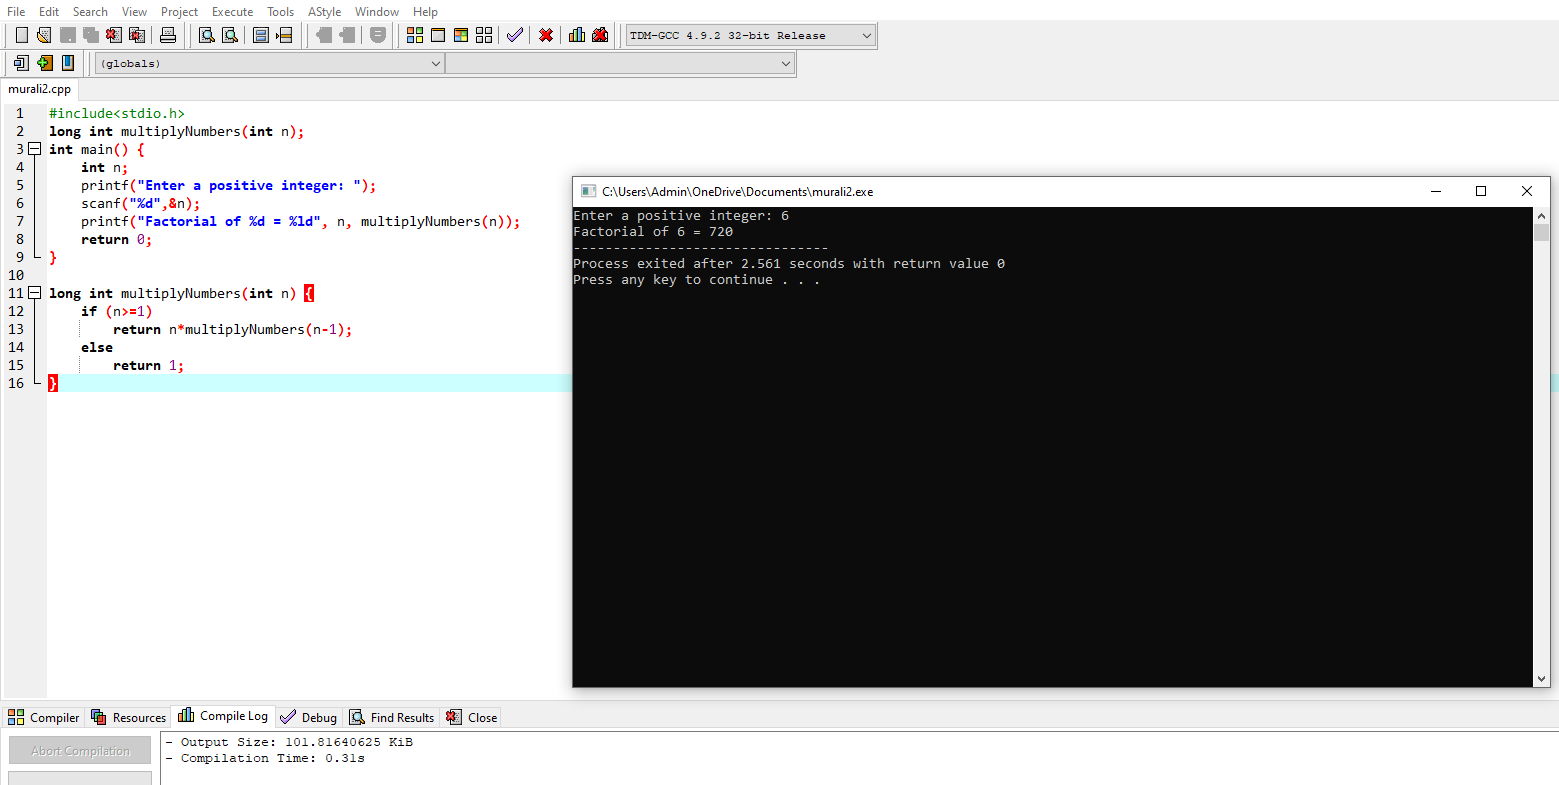 File Edit Search View Project Execute Tools AStyle Window Help
TDM-GCC 4.9.2 32-bit Release
(globals)
murali2.cpp
1 #include<stdio.h>
2 long int multiplyNumbers(int n);
3 int main() {
4     int n;
5     printf("Enter a positive integer: ");
6     scanf("%d",&n);
7     printf("Factorial of %d = %ld", n, multiplyNumbers(n));
8     return 0;
9 }
10
11 long int multiplyNumbers(int n) {
12     if (n>=1)
13         return n*multiplyNumbers(n-1);
14     else
15         return 1;
16 }
C:\Users\Admin\OneDrive\Documents\murali2.exe
Enter a positive integer: 6
Factorial of 6 = 720
--------------------------------
Process exited after 2.561 seconds with return value 0
Press any key to continue . . .
Compiler Resources Compile Log Debug Find Results Close
Abort Compilation
- Output Size: 101.81640625 KiB
- Compilation Time: 0.31s